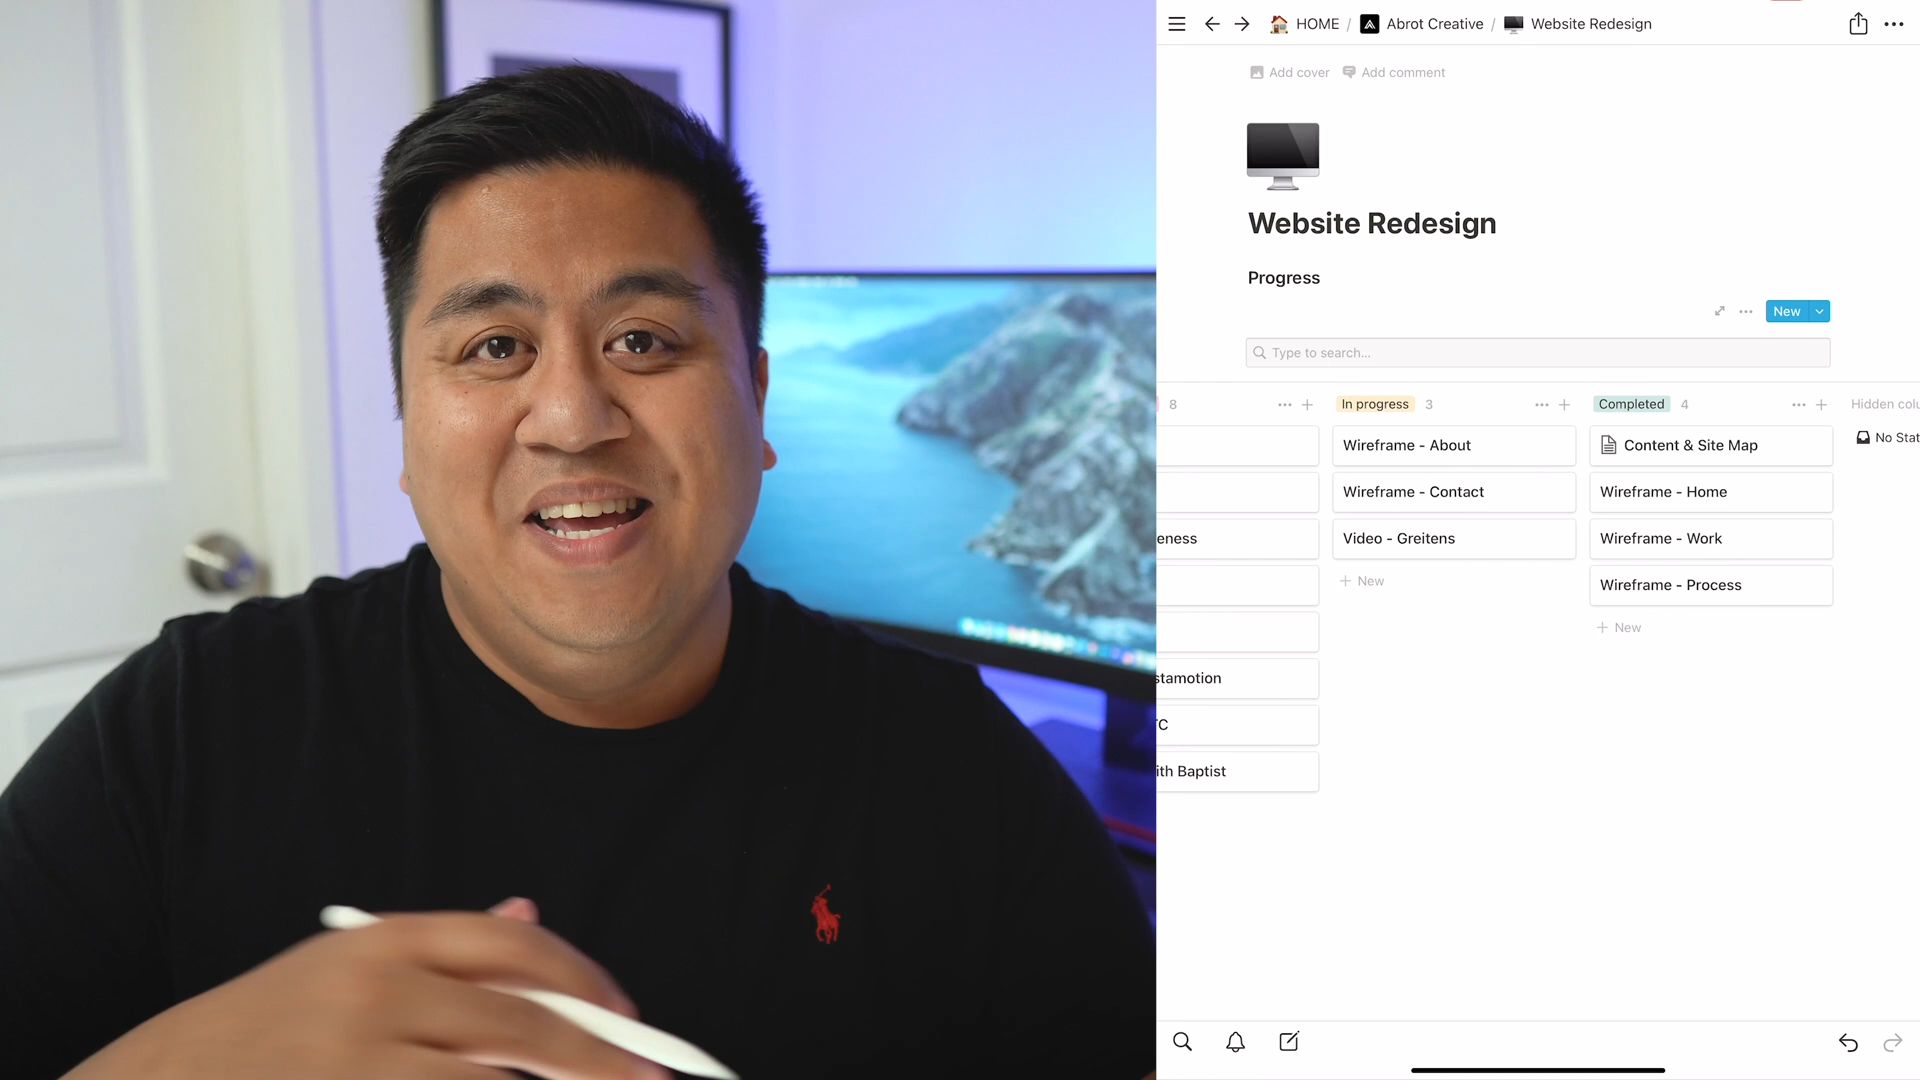 HOME / Abrot Creative / Website Redesign
Add cover Add comment
Website Redesign
Progress
New
Type to search...
8 In progress 3 Completed 4 Hidden colu
Wireframe - About Content & Site Map No Stat
Wireframe - Contact Wireframe - Home
eness Video - Greitens Wireframe - Work
+ New Wireframe - Process
+ New
stamotion
TC
ith Baptist